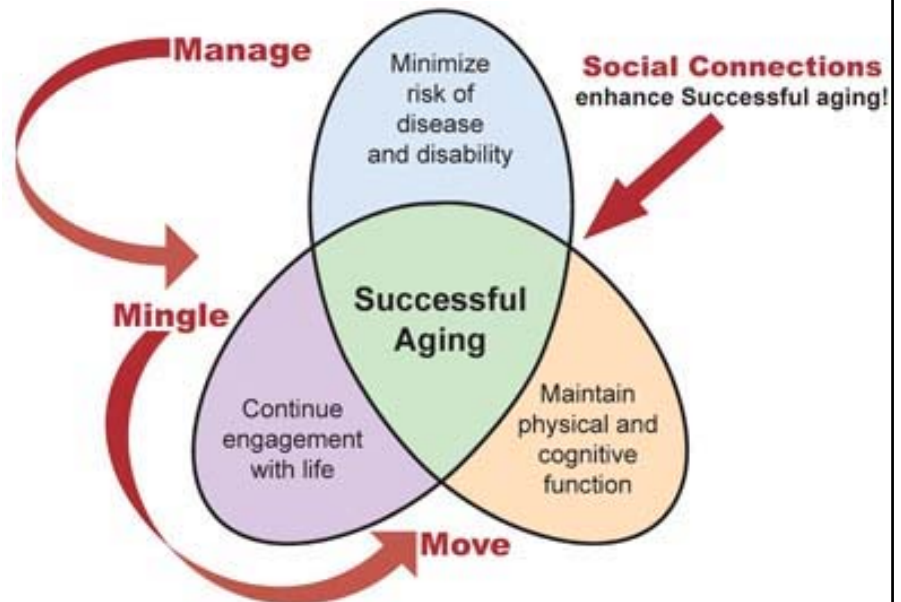 Manage
Minimize
risk of
disease
and disability
Social Connections
enhance Successful aging!
Mingle
Successful
Aging
Continue
engagement
with life
Maintain
physical and
cognitive
function
Move